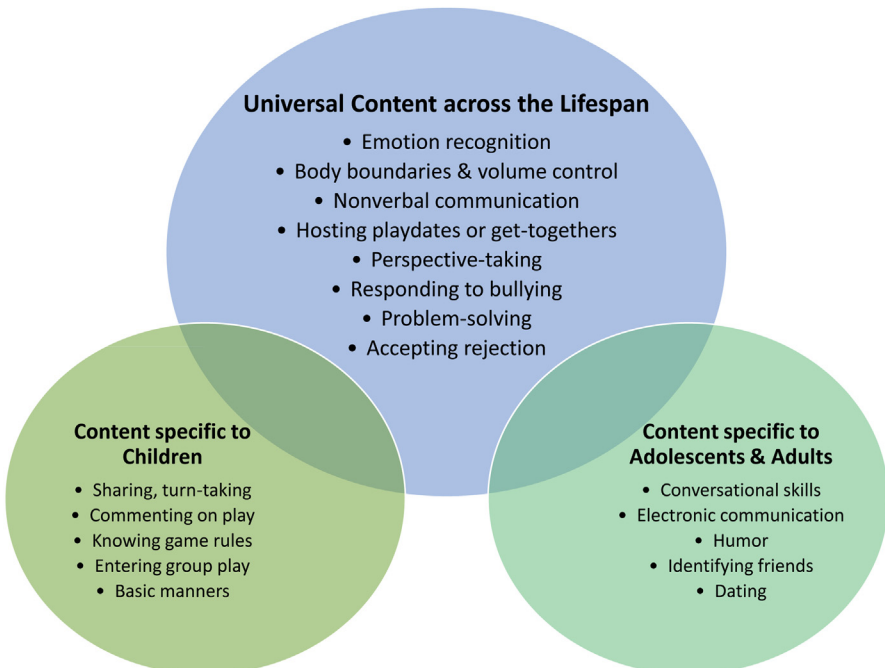 Universal Content across the Lifespan
• Emotion recognition
• Body boundaries & volume control
• Nonverbal communication
• Hosting playdates or get-togethers
• Perspective-taking
• Responding to bullying
• Problem-solving
• Accepting rejection
Content specific to
Children
• Sharing, turn-taking
• Commenting on play
• Knowing game rules
• Entering group play
• Basic manners
Content specific to
Adolescents & Adults
• Conversational skills
• Electronic communication
• Humor
• Identifying friends
• Dating